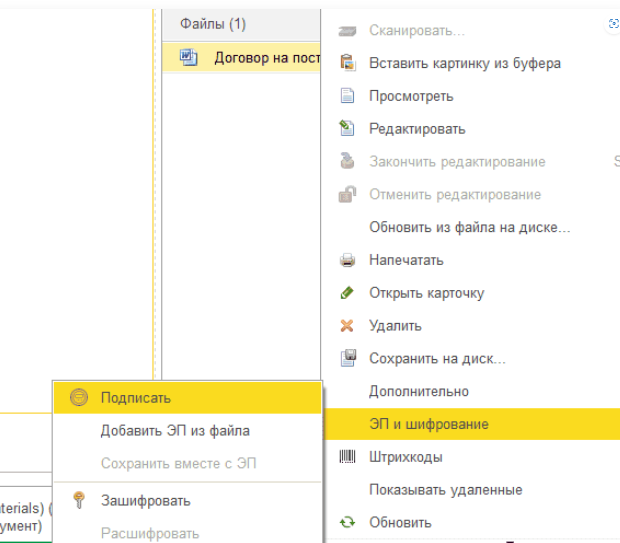 Файлы (1)
Договор на пост
Сканировать...
Вставить картинку из буфера
Просмотреть
Редактировать
Закончить редактирование
S
Отменить редактирование
Обновить из файла на диске...
Напечатать
Открыть карточку
Удалить
Сохранить на диск...
Дополнительно
ЭП и шифрование
Штрихкоды
Показывать удаленные
Обновить
Подписать
Добавить ЭП из файла
Сохранить вместе с ЭП
Зашифровать
Расшифровать
terials) (
умент)